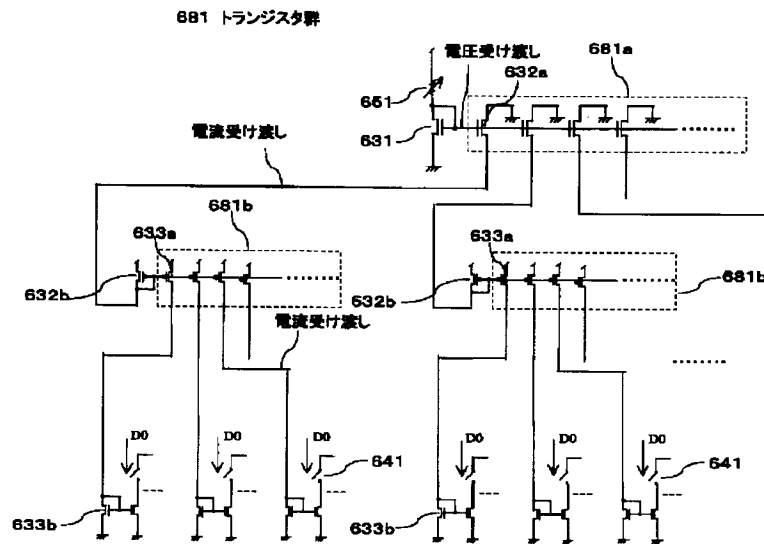 681 トランジスタ群
電圧受け渡し
681a
632a
651
631
電流受け渡し
681b
633a
633a
632b
632b
681b
電流受け渡し
D0
D0
D0
D0
D0
D0
641
641
633b
633b